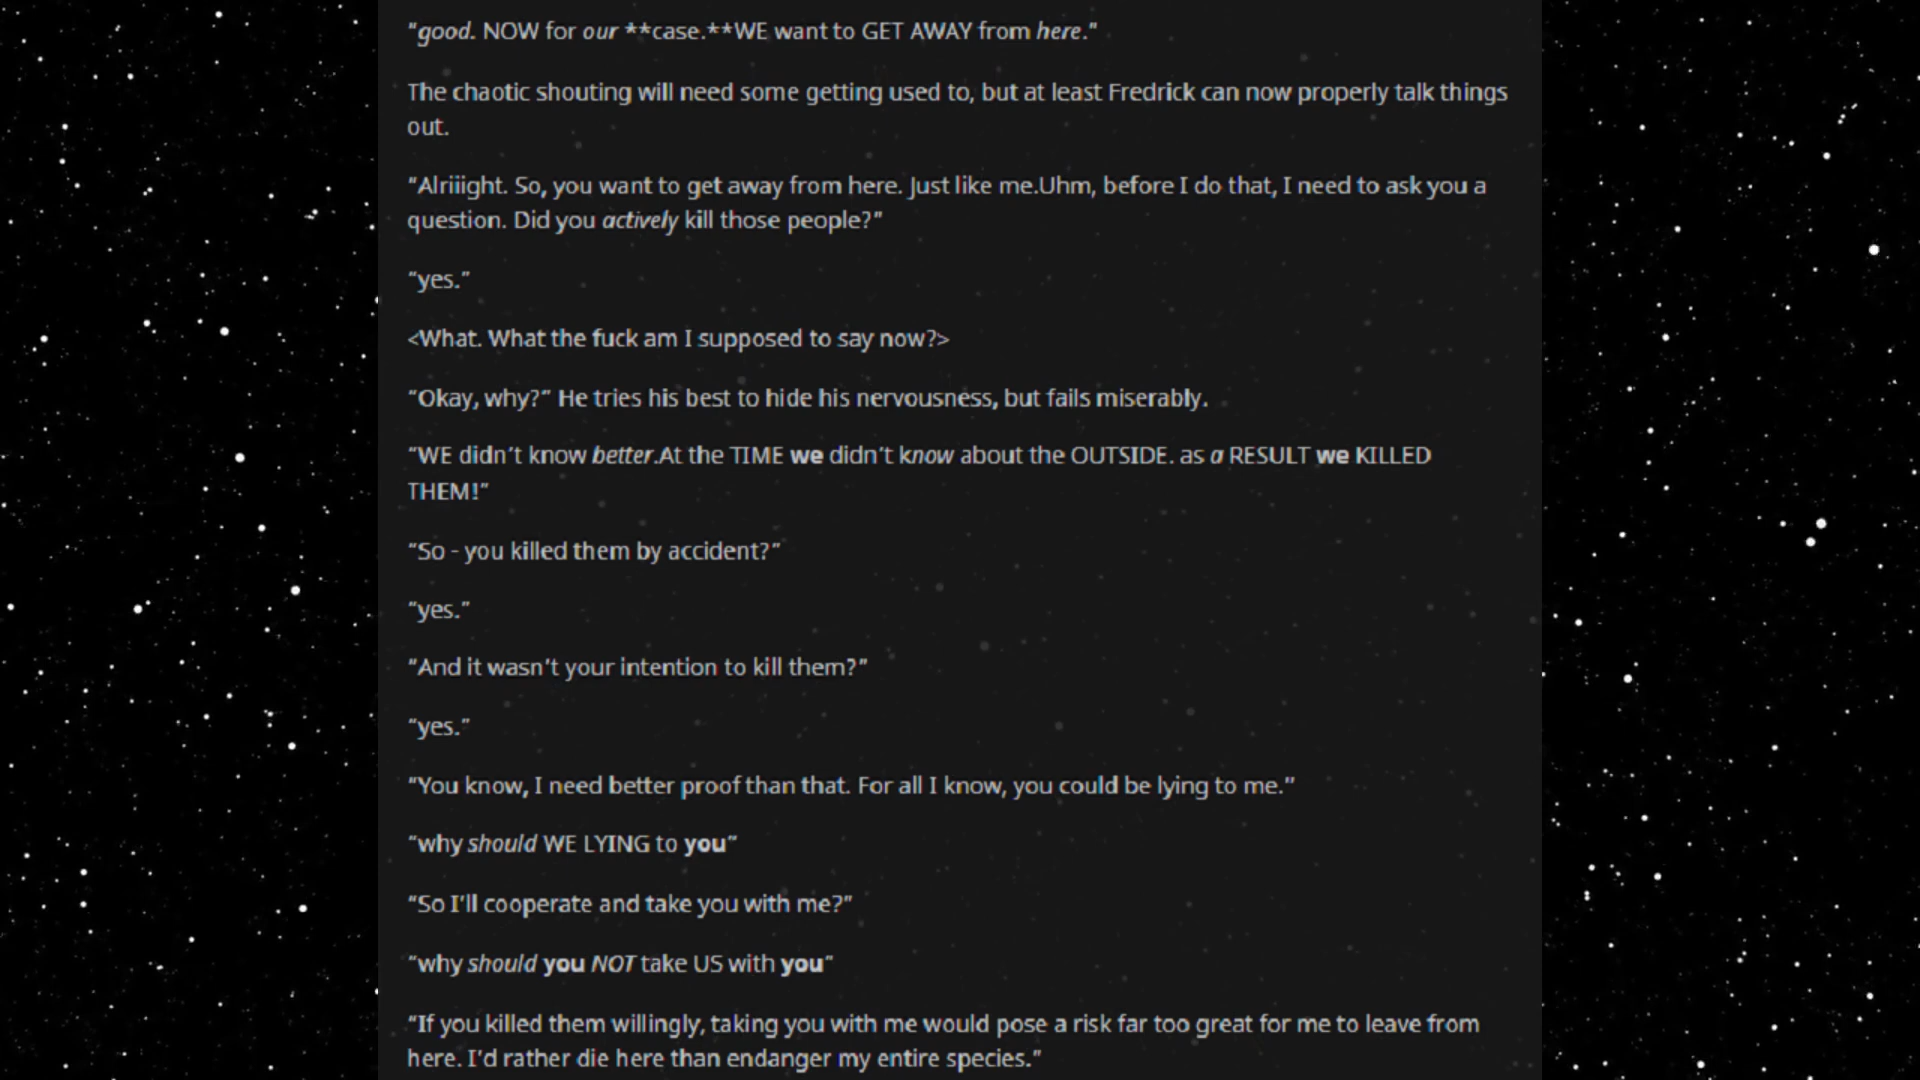 “good. NOW for our **case.**WE want to GET AWAY from here.”
The chaotic shouting will need some getting used to, but at least Fredrick can now properly talk things
out.
“Alriiight. So, you want to get away from here. Just like me.Uhm, before I do that, I need to ask you a
question. Did you actively kill those people?”
“yes.”
<What. What the fuck am I supposed to say now?>
“Okay, why?” He tries his best to hide his nervousness, but fails miserably.
“WE didn’t know better.At the TIME we didn’t know about the OUTSIDE. as a RESULT we KILLED
THEM!”
“So - you killed them by accident?”
“yes.”
“And it wasn’t your intention to kill them?”
“yes.”
“You know, I need better proof than that. For all I know, you could be lying to me.”
“why should WE LYING to you”
“So I’ll cooperate and take you with me?”
“why should you NOT take US with you”
“If you killed them willingly, taking you with me would pose a risk far too great for me to leave from
here. I’d rather die here than endanger my entire species.”